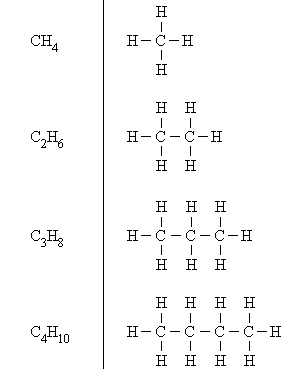 H
CH4 H – C – H
H
H H
C2H6 H – C – C – H
H H
H H H
C3H8 H – C – C – C – H
H H H
H H H H
C4H10 H – C – C – C – C – H
H H H H